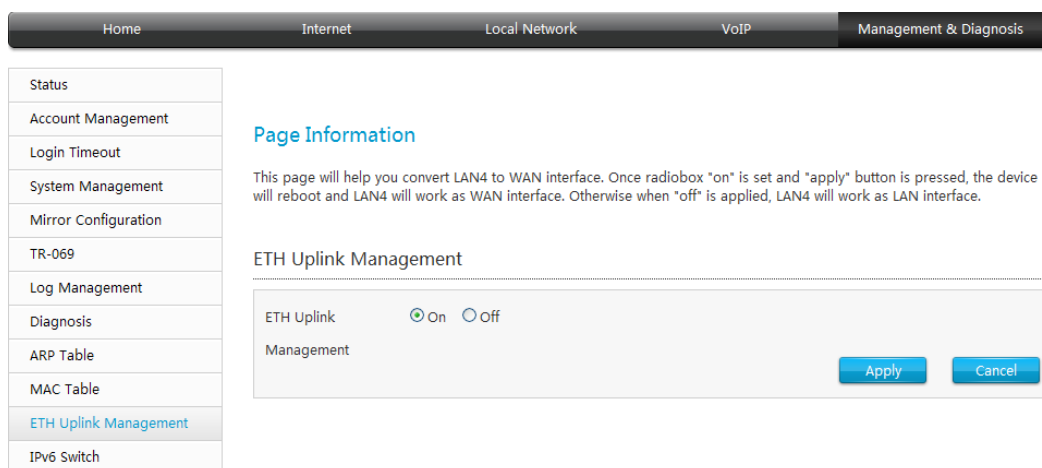 Home
Internet
Local Network
VoIP
Management & Diagnosis
Status
Account Management
Login Timeout
System Management
Mirror Configuration
TR-069
Log Management
Diagnosis
ARP Table
MAC Table
ETH Uplink Management
IPv6 Switch
Page Information
This page will help you convert LAN4 to WAN interface. Once radiobox "on" is set and "apply" button is pressed, the device
will reboot and LAN4 will work as WAN interface. Otherwise when "off" is applied, LAN4 will work as LAN interface.
ETH Uplink Management
ETH Uplink
Management
On
Off
Apply
Cancel